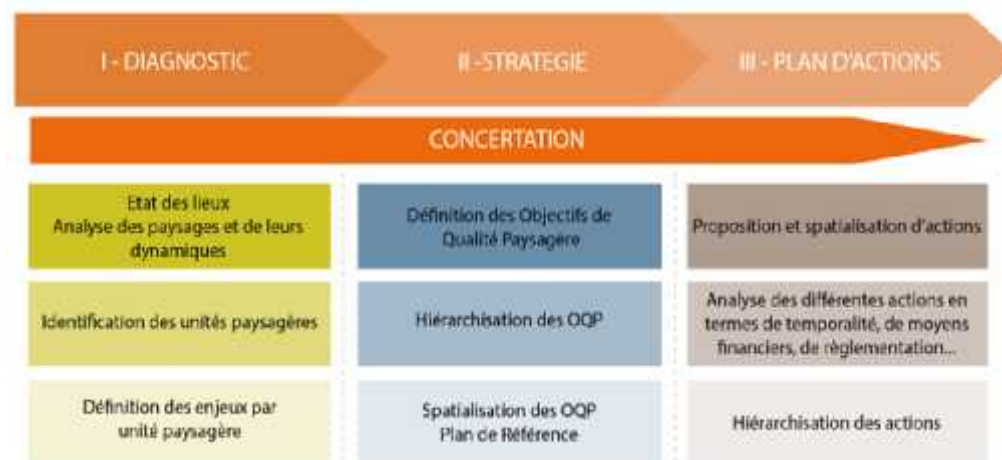 I - DIAGNOSTIC
II -STRATEGIE
III - PLAN D'ACTIONS
CONCERTATION
Etat des lieux
Analyse des paysages et de leurs
dynamiques
Définition des Objectifs de
Qualité Paysagère
Proposition et spatialisation d'actions
Identification des unités paysagères
Hiérarchisation des OQP
Analyse des différentes actions en
termes de temporalité, de moyens
financiers, de règlementation...
Définition des enjeux par
unité paysagère
Spatialisation des OQP
Plan de Référence
Hiérarchisation des actions